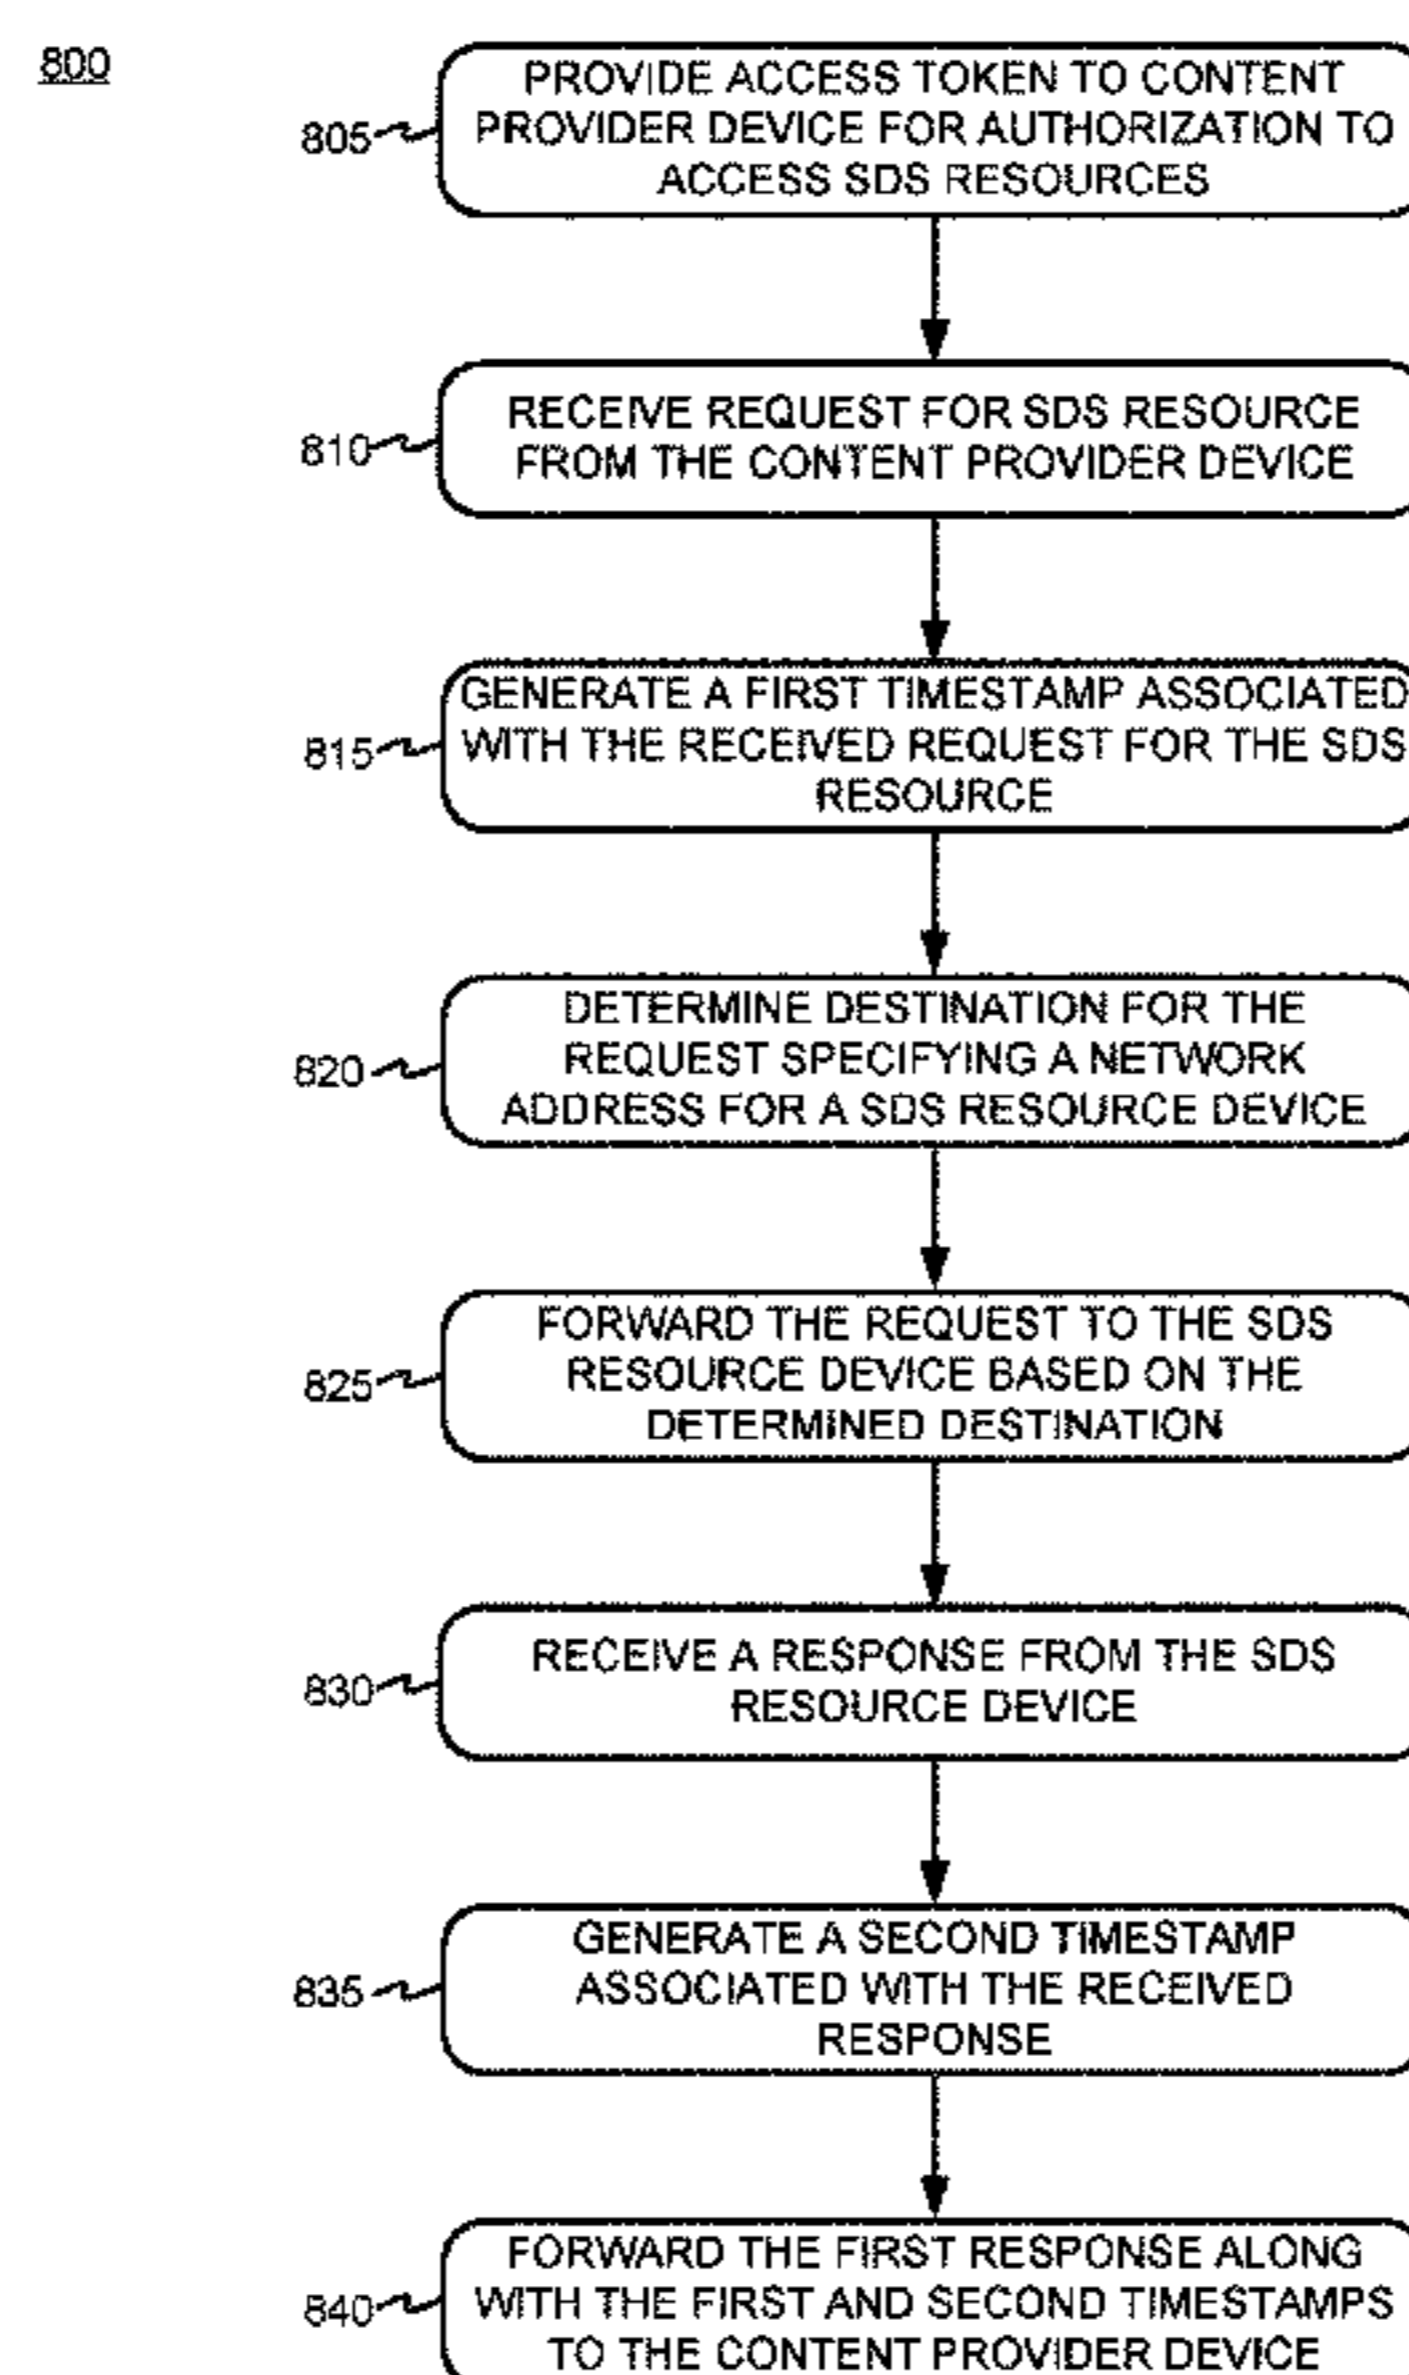 800
PROVIDE ACCESS TOKEN TO CONTENT
PROVIDER DEVICE FOR AUTHORIZATION TO
ACCESS SDS RESOURCES
805
RECEIVE REQUEST FOR SDS RESOURCE
FROM THE CONTENT PROVIDER DEVICE
810
GENERATE A FIRST TIMESTAMP ASSOCIATED
WITH THE RECEIVED REQUEST FOR THE SDS
RESOURCE
815
DETERMINE DESTINATION FOR THE
REQUEST SPECIFYING A NETWORK
ADDRESS FOR A SDS RESOURCE DEVICE
820
FORWARD THE REQUEST TO THE SDS
RESOURCE DEVICE BASED ON THE
DETERMINED DESTINATION
825
RECEIVE A RESPONSE FROM THE SDS
RESOURCE DEVICE
830
GENERATE A SECOND TIMESTAMP
ASSOCIATED WITH THE RECEIVED
RESPONSE
835
FORWARD THE FIRST RESPONSE ALONG
WITH THE FIRST AND SECOND TIMESTAMPS
TO THE CONTENT PROVIDER DEVICE
840